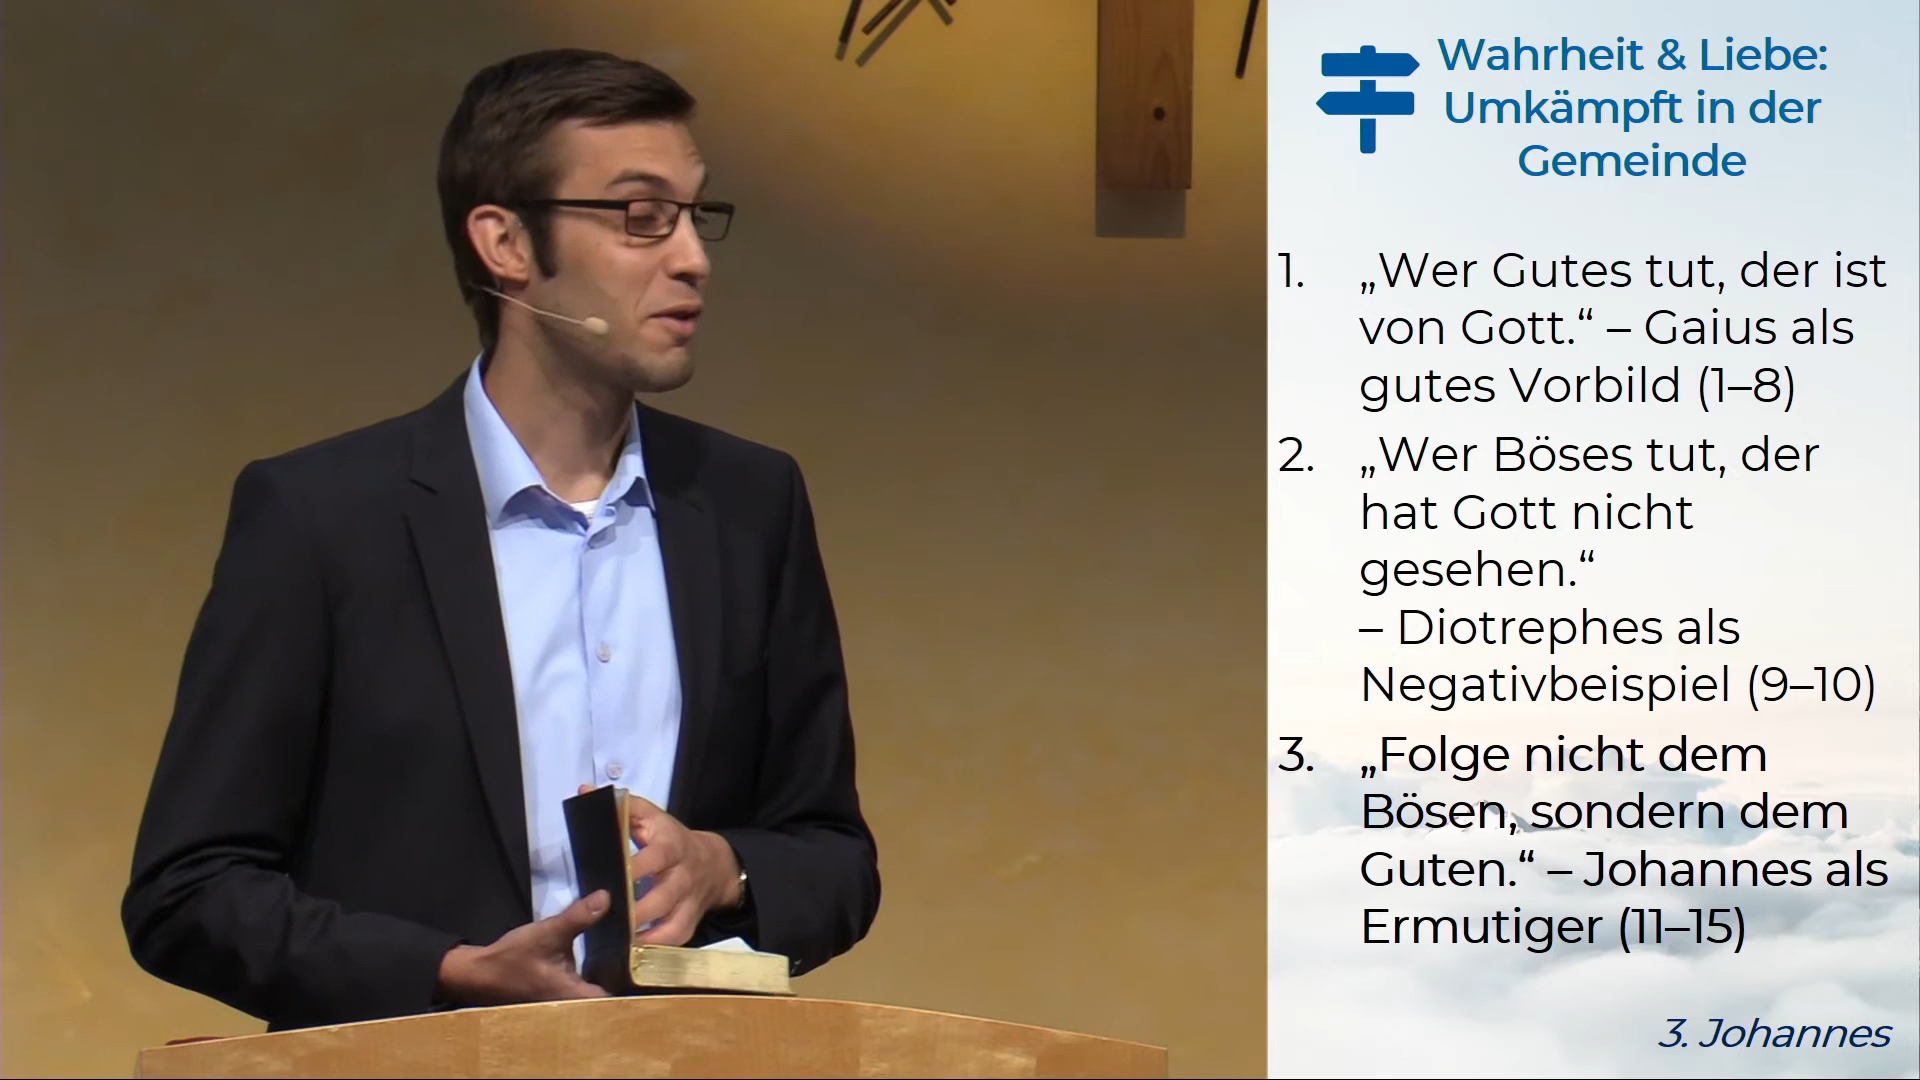 Wahrheit & Liebe:
Umkämpft in der
Gemeinde
1. „Wer Gutes tut, der ist
von Gott.“ – Gaius als
gutes Vorbild (1–8)
2. „Wer Böses tut, der
hat Gott nicht
gesehen.“
– Diotrephes als
Negativbeispiel (9–10)
3. „Folge nicht dem
Bösen, sondern dem
Guten.“ – Johannes als
Ermutiger (11–15)
3. Johannes